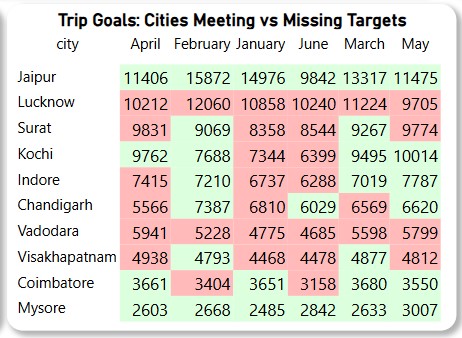 Trip Goals: Cities Meeting vs Missing Targets
city April February January June March May
Jaipur 11406 15872 14976 9842 13317 11475
Lucknow 10212 12060 10858 10240 11224 9705
Surat 9831 9069 8358 8544 9267 9774
Kochi 9762 7688 7344 6399 9495 10014
Indore 7415 7210 6737 6288 7019 7787
Chandigarh 5566 7387 6810 6029 6569 6620
Vadodara 5941 5228 4775 4685 5598 5799
Visakhapatnam 4938 4793 4468 4478 4877 4812
Coimbatore 3661 3404 3651 3158 3680 3550
Mysore 2603 2668 2485 2842 2633 3007